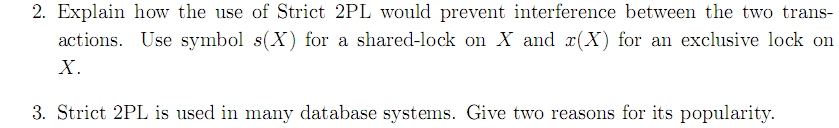 2. Explain how the use of Strict 2PL would prevent interference between the two trans-
actions. Use symbol s(X) for a shared-lock on X and x(X) for an exclusive lock on
X.
3. Strict 2PL is used in many database systems. Give two reasons for its popularity.